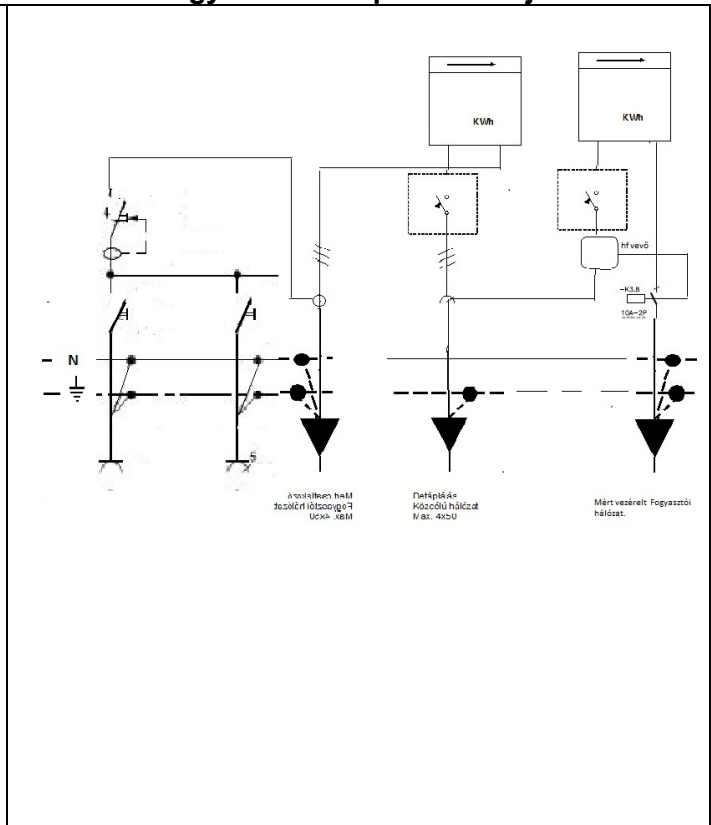 KWh
KWh
hf vevő
-K3.8
10A-2P
N
5
Mért csatlakozó
Fogyasztói hálózat
Max. 4x50
Betáplálás
Közcélú hálózat
Max. 4x50
Mért vezérelt Fogyasztói
hálózat.